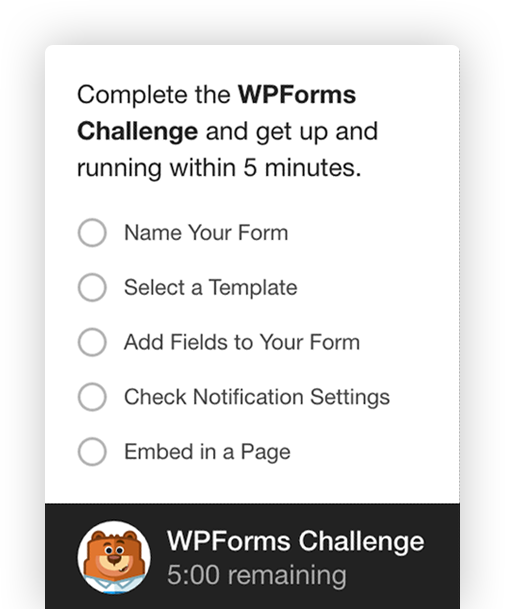 Complete the WPForms
Challenge and get up and
running within 5 minutes.
Name Your Form
Select a Template
Add Fields to Your Form
Check Notification Settings
Embed in a Page
WPForms Challenge
5:00 remaining